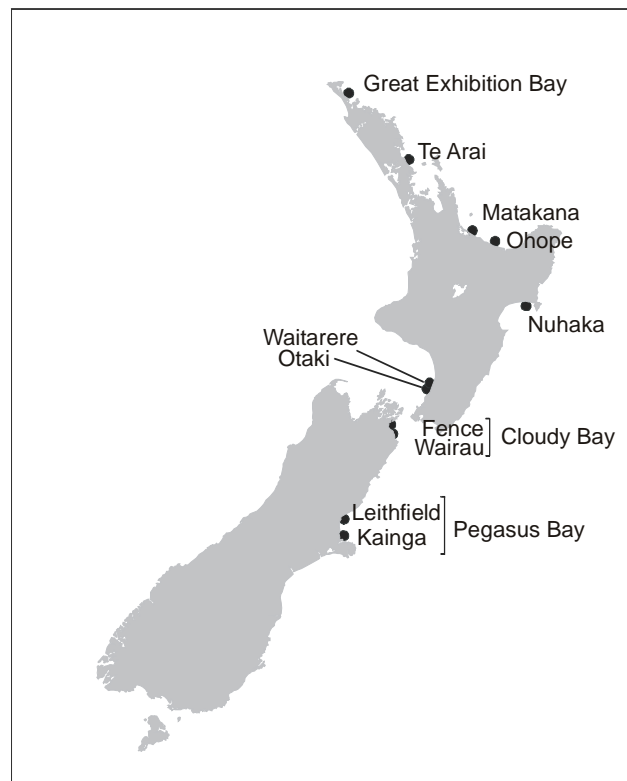 Great Exhibition Bay
Te Arai
Matakana
Ohope
Nuhaka
Waitarere
Otaki
Fence
Wairau
Cloudy Bay
Leithfield
Kainga
Pegasus Bay